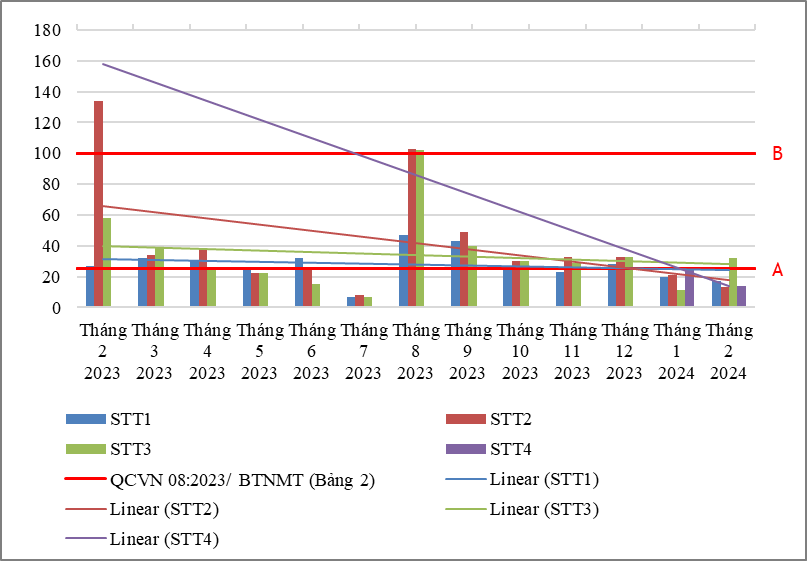 180
160
140
120
100
80
60
40
20
0
B
A
Tháng Tháng Tháng Tháng Tháng Tháng Tháng Tháng Tháng Tháng Tháng Tháng Tháng
2 3 4 5 6 7 8 9 10 11 12 1 2
2023 2023 2023 2023 2023 2023 2023 2023 2023 2023 2023 2024 2024
STT1 STT2
STT3 STT4
QCVN 08:2023/ BTNMT (Bảng 2) Linear (STT1)
Linear (STT2) Linear (STT3)
Linear (STT4)